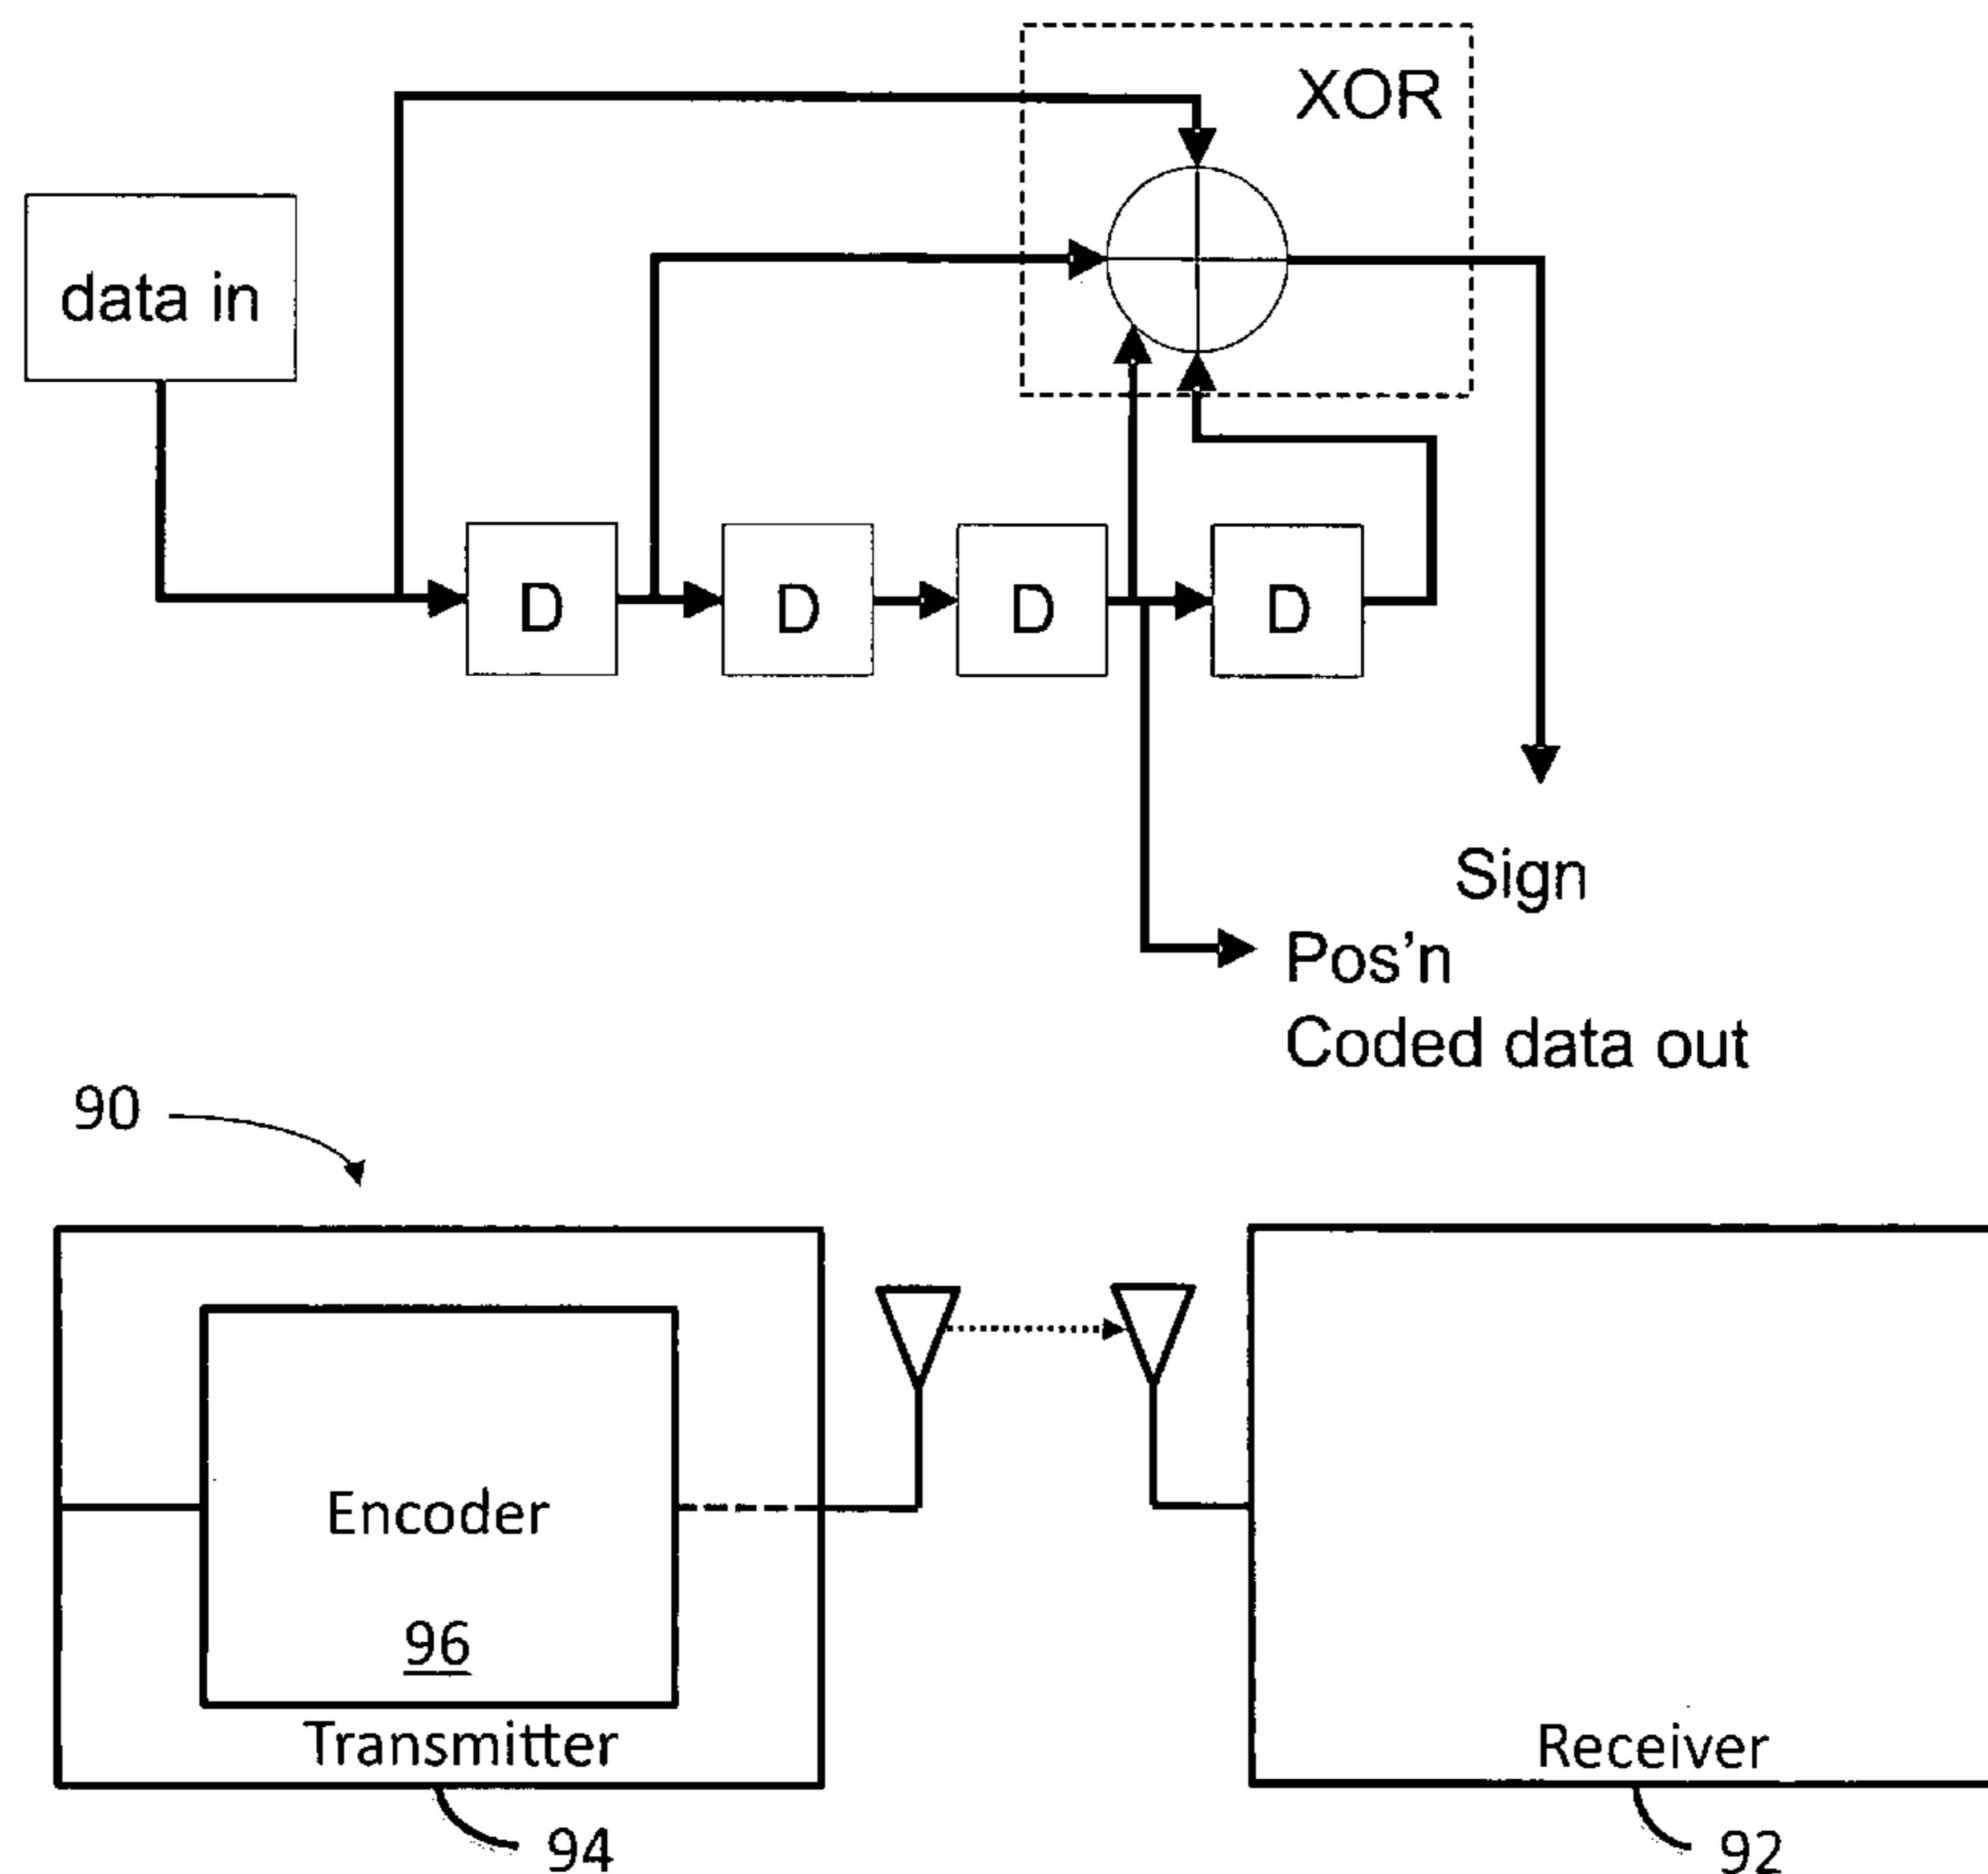 XOR
data in
D
D
D
D
Sign
Pos’n
Coded data out
90
Encoder
96
Transmitter
Receiver
94
92